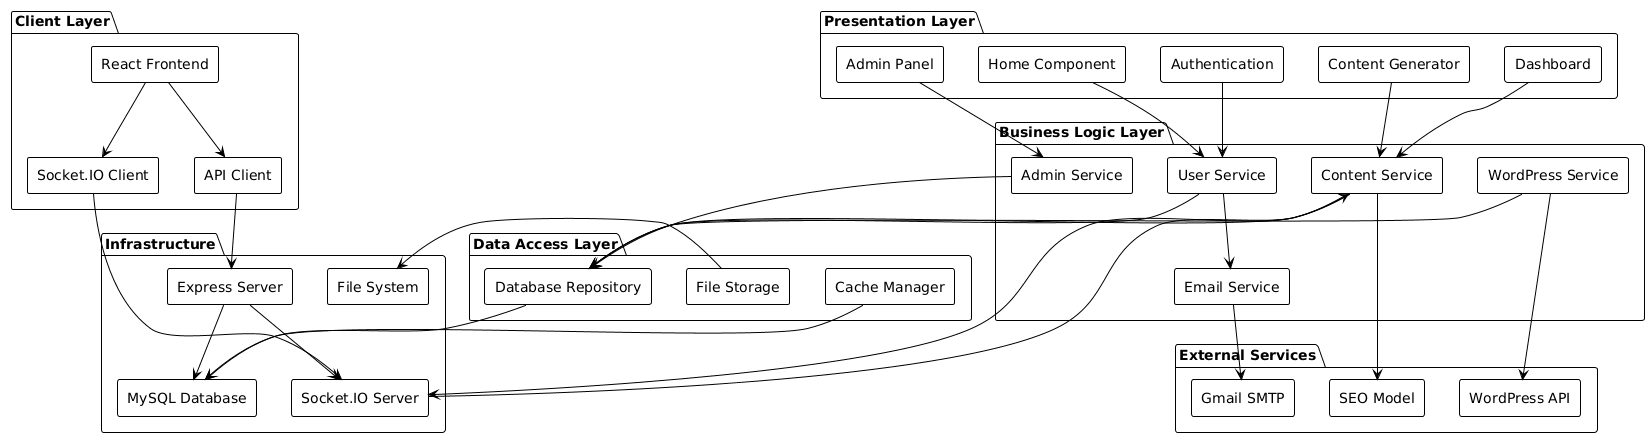 Client Layer
React Frontend
Socket.IO Client
API Client
Presentation Layer
Admin Panel
Home Component
Authentication
Content Generator
Dashboard
Business Logic Layer
Admin Service
User Service
Content Service
WordPress Service
Email Service
Infrastructure
Express Server
File System
MySQL Database
Socket.IO Server
Data Access Layer
Database Repository
File Storage
Cache Manager
External Services
Gmail SMTP
SEO Model
WordPress API